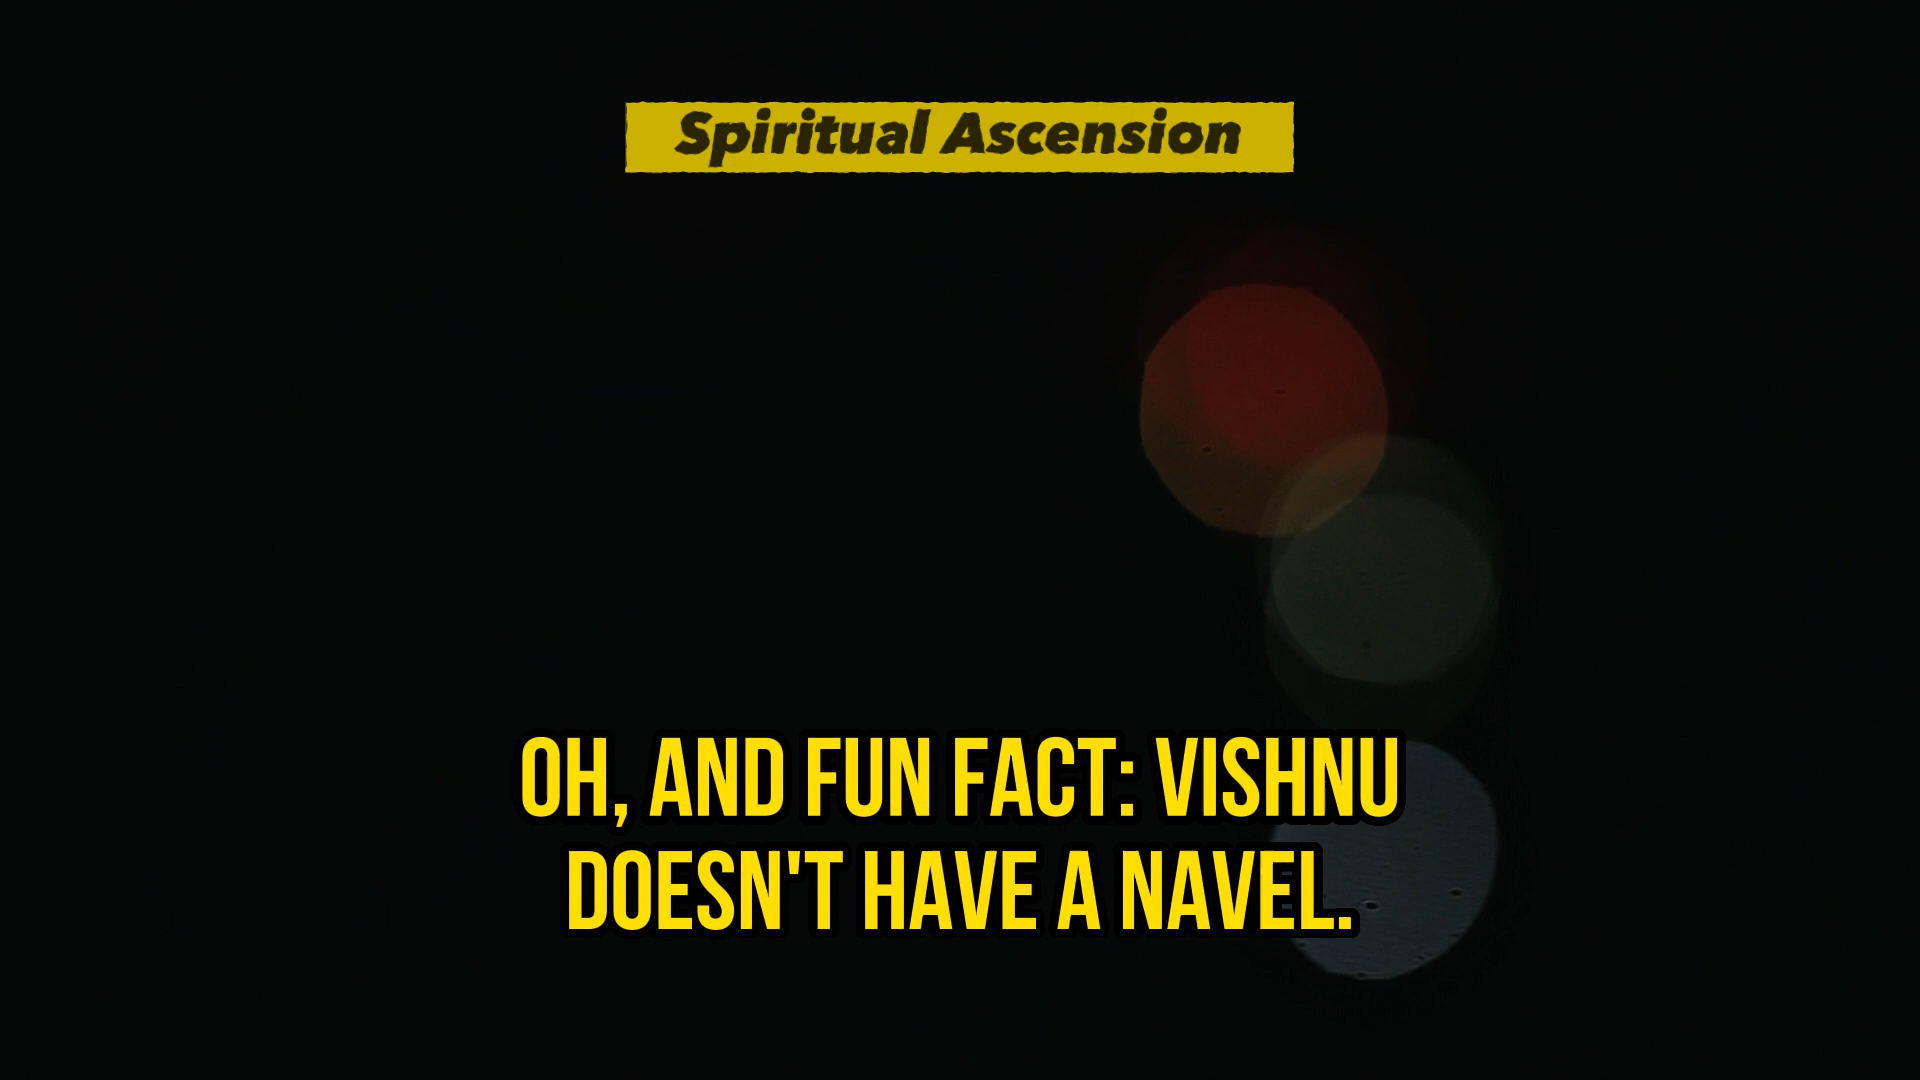 Spiritual Ascension
OH, AND FUN FACT: VISHNU
DOESN'T HAVE A NAVEL.